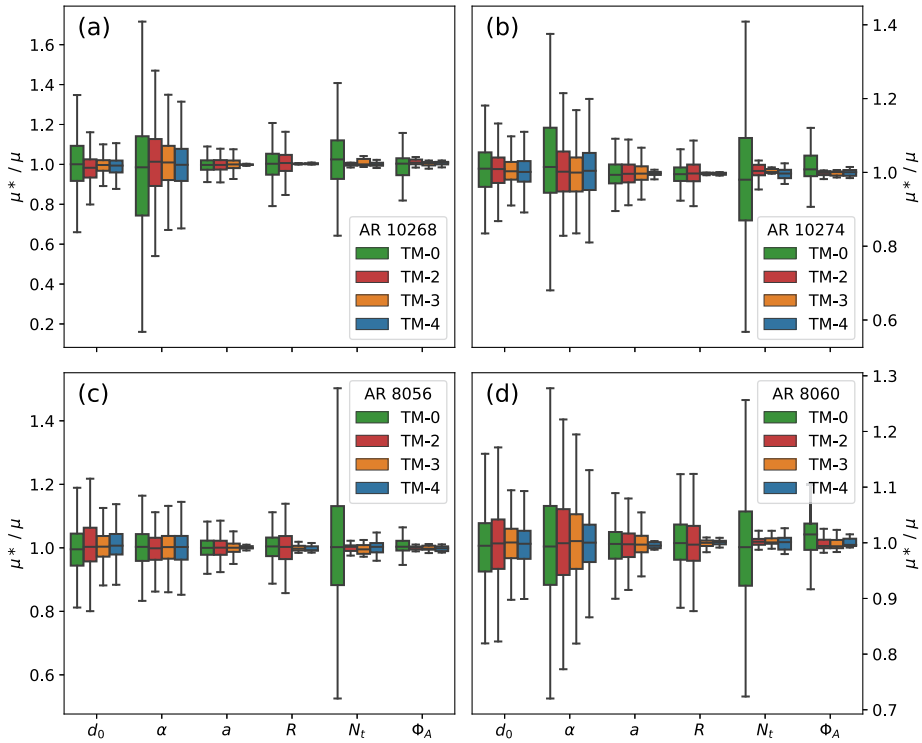 (a)
1.6
1.4
1.2
1.0
0.8
0.6
0.4
0.2
μ* / μ
AR 10268
TM-0
TM-2
TM-3
TM-4
(b)
1.4
1.2
1.0
0.8
0.6
μ* / μ
AR 10274
TM-0
TM-2
TM-3
TM-4
(c)
1.4
1.2
1.0
0.8
0.6
μ* / μ
AR 8056
TM-0
TM-2
TM-3
TM-4
d₀ α a R Nₜ Φ_A
(d)
1.3
1.2
1.1
1.0
0.9
0.8
0.7
μ* / μ
AR 8060
TM-0
TM-2
TM-3
TM-4
d₀ α a R Nₜ Φ_A